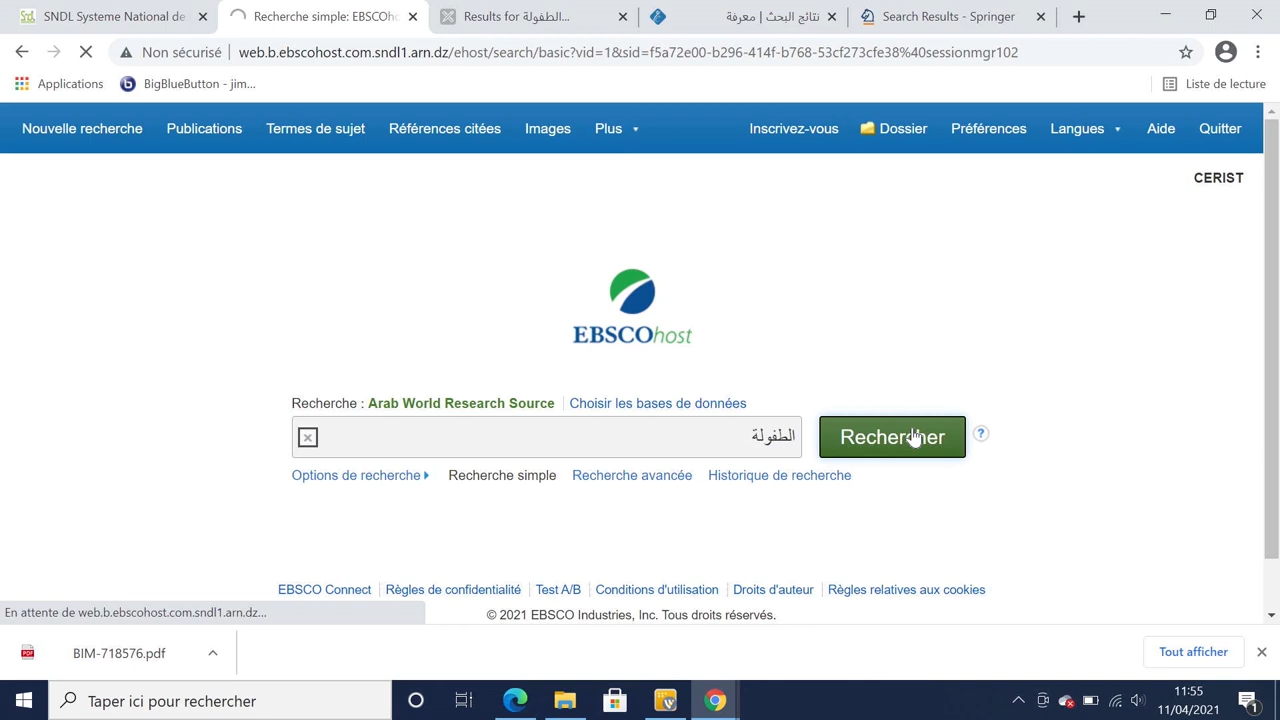 SNDL Systeme National de
Recherche simple: EBSCOho
Results for الطفولة...
نتائج البحث | معرفة
Search Results - Springer
Non sécurisé
web.b.ebscohost.com.sndl1.arn.dz/ehost/search/basic?vid=1&sid=f5a72e00-b296-414f-b768-53cf273cfe38%40sessionmgr102
Applications
BigBlueButton - jim...
Liste de lecture
Nouvelle recherche
Publications
Termes de sujet
Références citées
Images
Plus
Inscrivez-vous
Dossier
Préférences
Langues
Aide
Quitter
CERIST
EBSCOhost
Recherche : Arab World Research Source
Choisir les bases de données
الطفولة
Rechercher
?
Options de recherche
Recherche simple
Recherche avancée
Historique de recherche
EBSCO Connect
Règles de confidentialité
Test A/B
Conditions d'utilisation
Droits d'auteur
Règles relatives aux cookies
© 2021 EBSCO Industries, Inc. Tous droits réservés.
En attente de web.b.ebscohost.com.sndl1.arn.dz...
BIM-718576.pdf
Tout afficher
Taper ici pour rechercher
11:55
11/04/2021
1